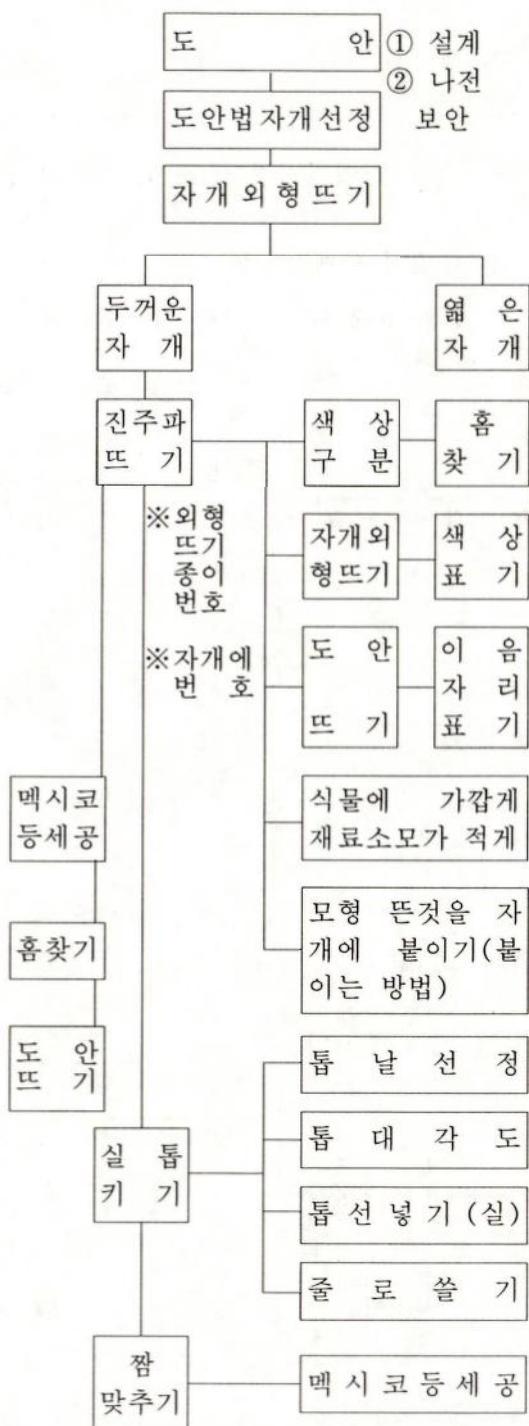 도 안 ① 설계
② 나전
도안법자개선정 보안
자 개 외 형 뜨 기
두꺼운
자 개
엷 은
자 개
진주파
뜨 기
색 상
구 분
홈
찾 기
※외형
뜨기
종이
번호
자개외
형뜨기
색 상
표 기
※자개에
번 호
도 안
뜨 기
이 음
자 리
표 기
멕시코
등세공
식물에 가깝게
재료소모가 적게
홈찾기
모형 뜬것을 자
개에 붙이기(붙
이는 방법)
도 안
뜨 기
톱 날 선 정
실 톱
키 기
톱 대 각 도
톱 선 넣 기 (실)
줄 로 쓸 기
짬
맞추기
멕 시 코 등 세 공